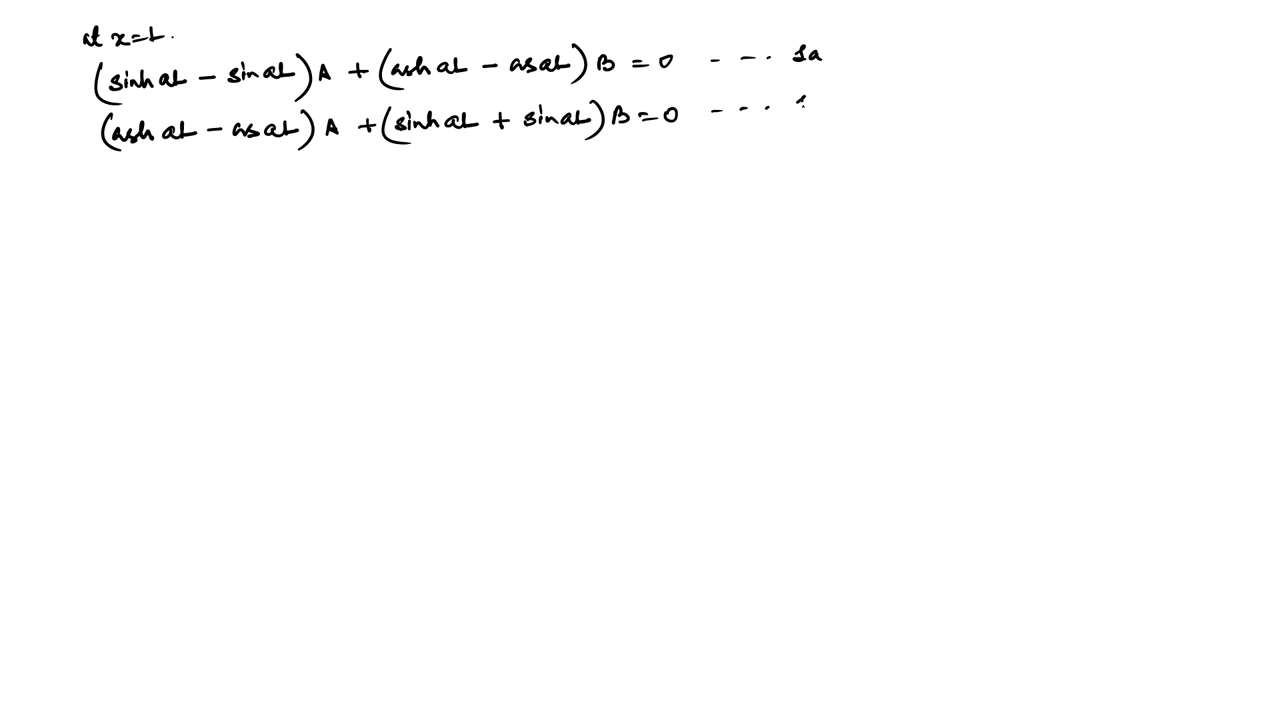 at x=L.
(sinh aL - sin aL) A + (cosh aL - cos aL) B = 0 - - - . 1a
(cosh aL - cos aL) A + (sinh aL + sin aL) B = 0 - - - .